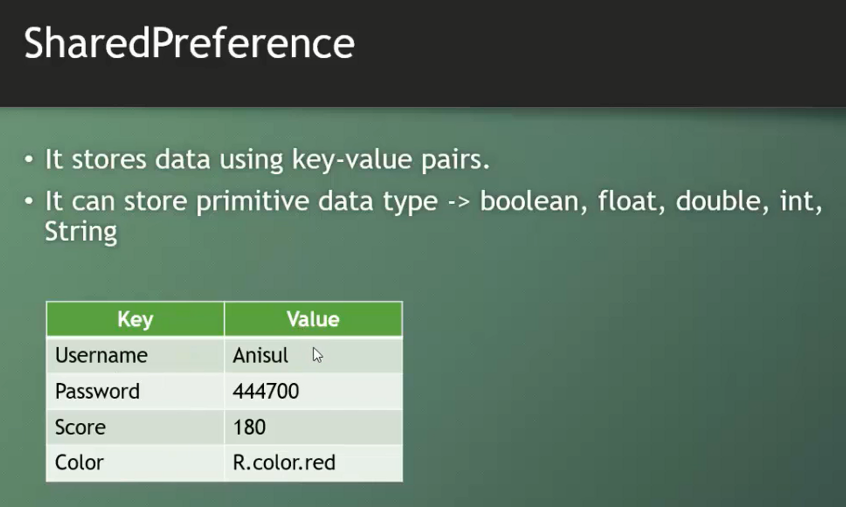 SharedPreference
• It stores data using key-value pairs.
• It can store primitive data type -> boolean, float, double, int,
String
Key Value
Username Anisul
Password 444700
Score 180
Color R.color.red